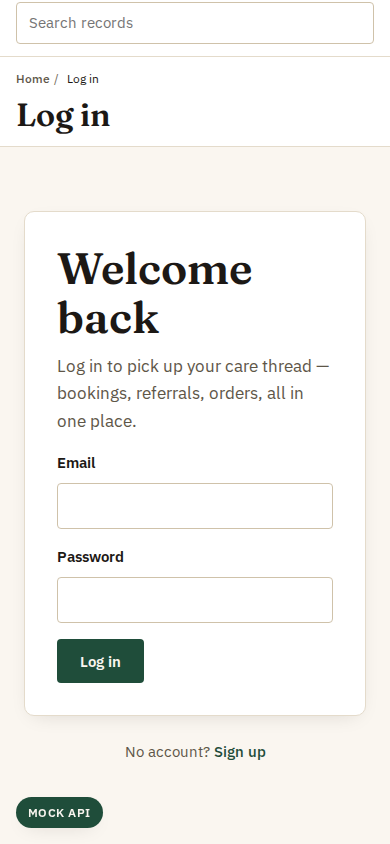 Search records
Home / Log in
Log in
Welcome
back
Log in to pick up your care thread —
bookings, referrals, orders, all in
one place.
Email
Password
Log in
No account? Sign up
MOCK API